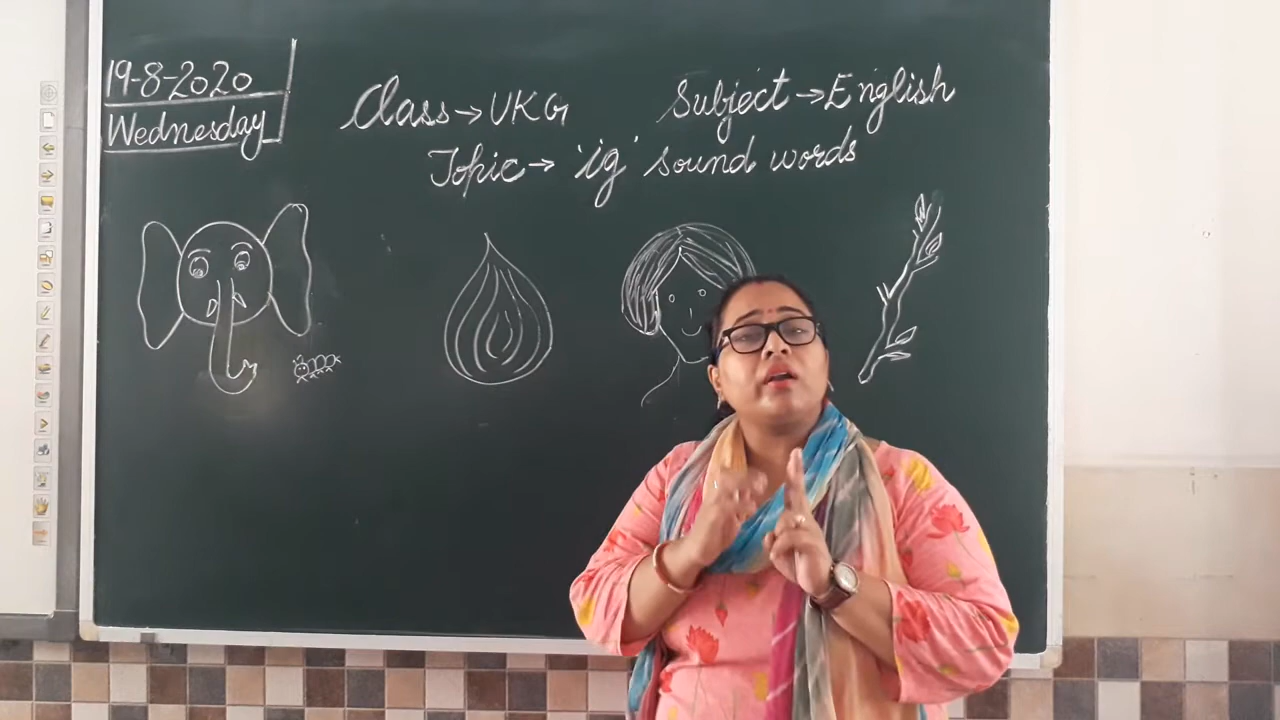 19-8-2020
Wednesday
Class→UKG Subject→English
Topic→ 'ig' sound words